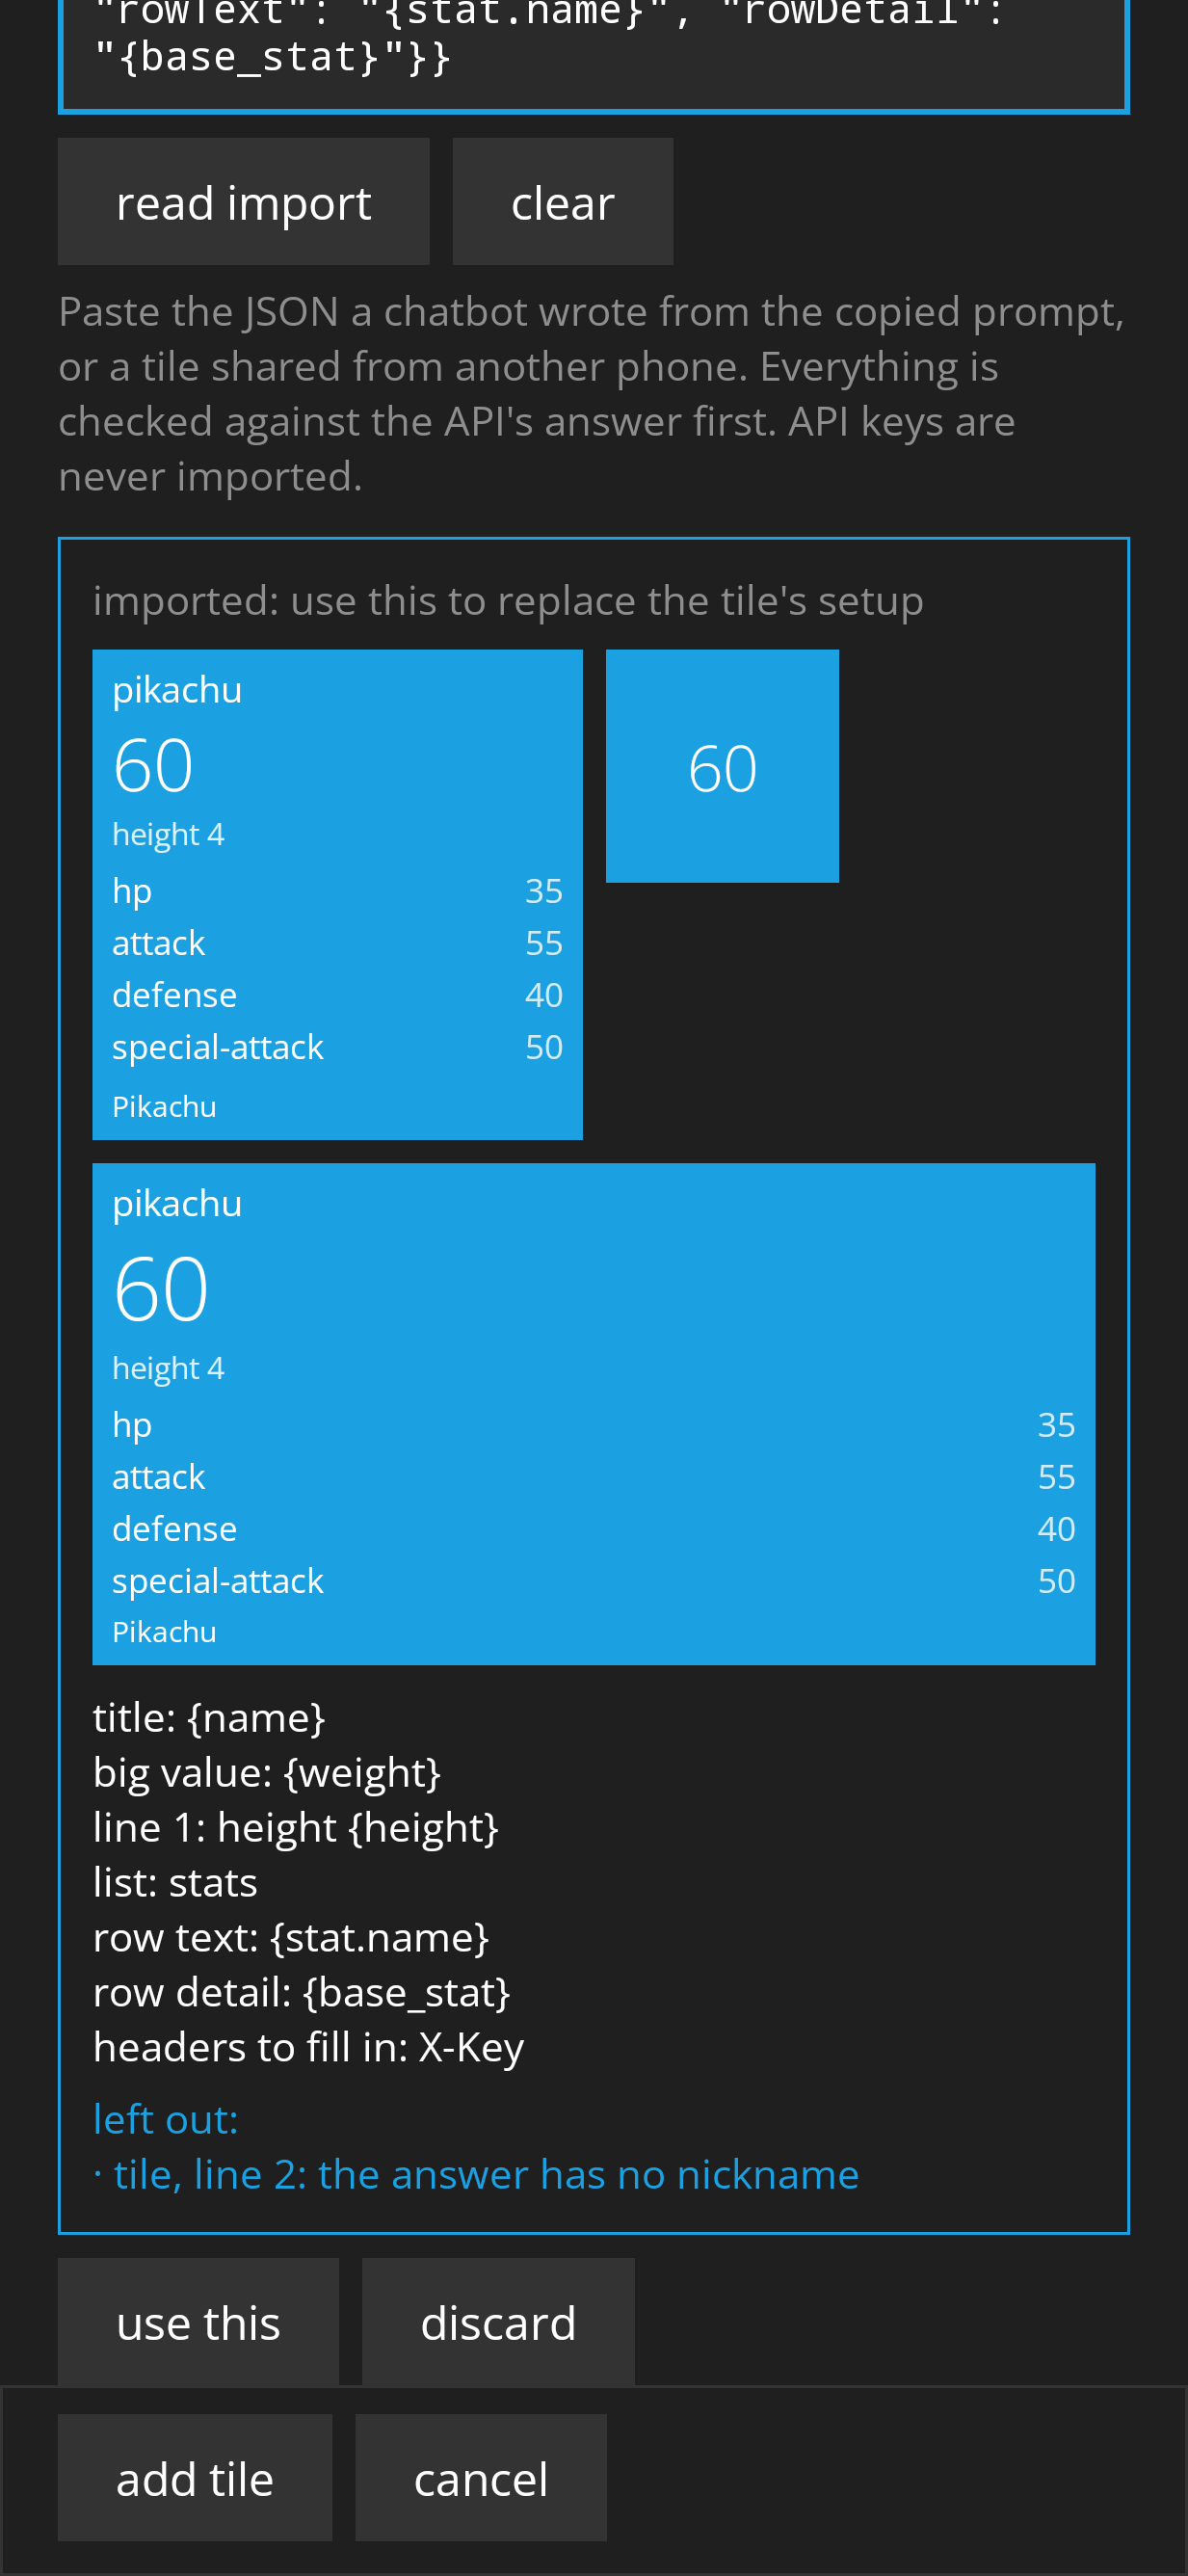 "rowText": "{stat.name}", "rowDetail":
"{base_stat}"}}
read import
clear
Paste the JSON a chatbot wrote from the copied prompt,
or a tile shared from another phone. Everything is
checked against the API's answer first. API keys are
never imported.
imported: use this to replace the tile's setup
pikachu
60
height 4
hp 35
attack 55
defense 40
special-attack 50
Pikachu
60
pikachu
60
height 4
hp 35
attack 55
defense 40
special-attack 50
Pikachu
title: {name}
big value: {weight}
line 1: height {height}
list: stats
row text: {stat.name}
row detail: {base_stat}
headers to fill in: X-Key
left out:
· tile, line 2: the answer has no nickname
use this
discard
add tile
cancel